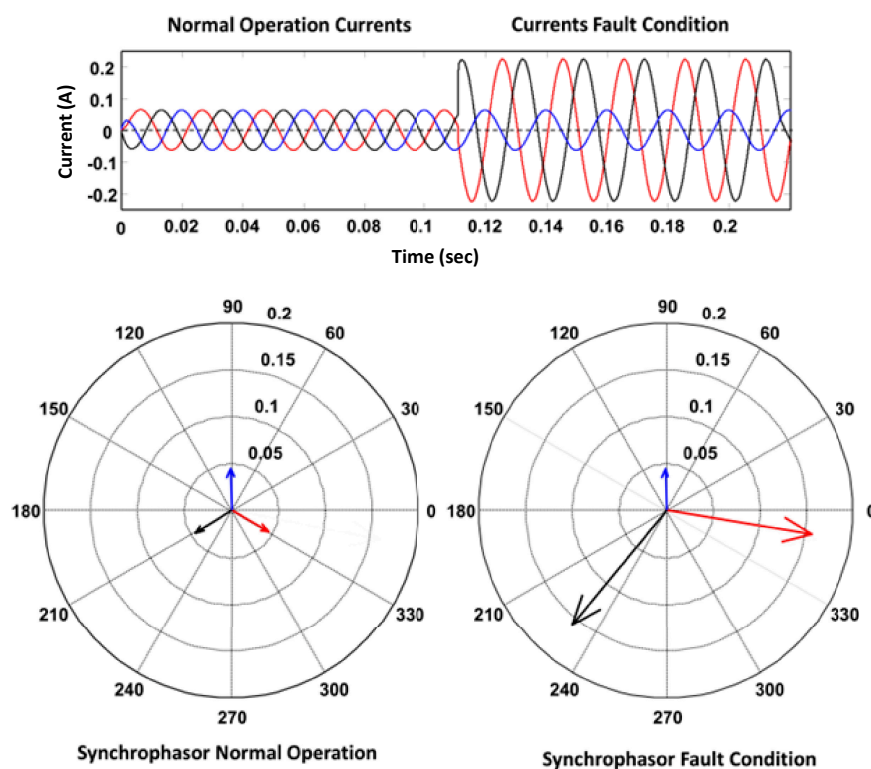 Normal Operation Currents Currents Fault Condition
0.2
0.1
0
-0.1
-0.2
Current (A)
0 0.02 0.04 0.06 0.08 0.1 0.12 0.14 0.16 0.18 0.2
Time (sec)
90 0.2
120 60
0.15
150 0.1 30
0.05
180 0
210 330
240 300
270
Synchrophasor Normal Operation
90 0.2
120 60
0.15
150 0.1 30
0.05
180 0
210 330
240 300
270
Synchrophasor Fault Condition